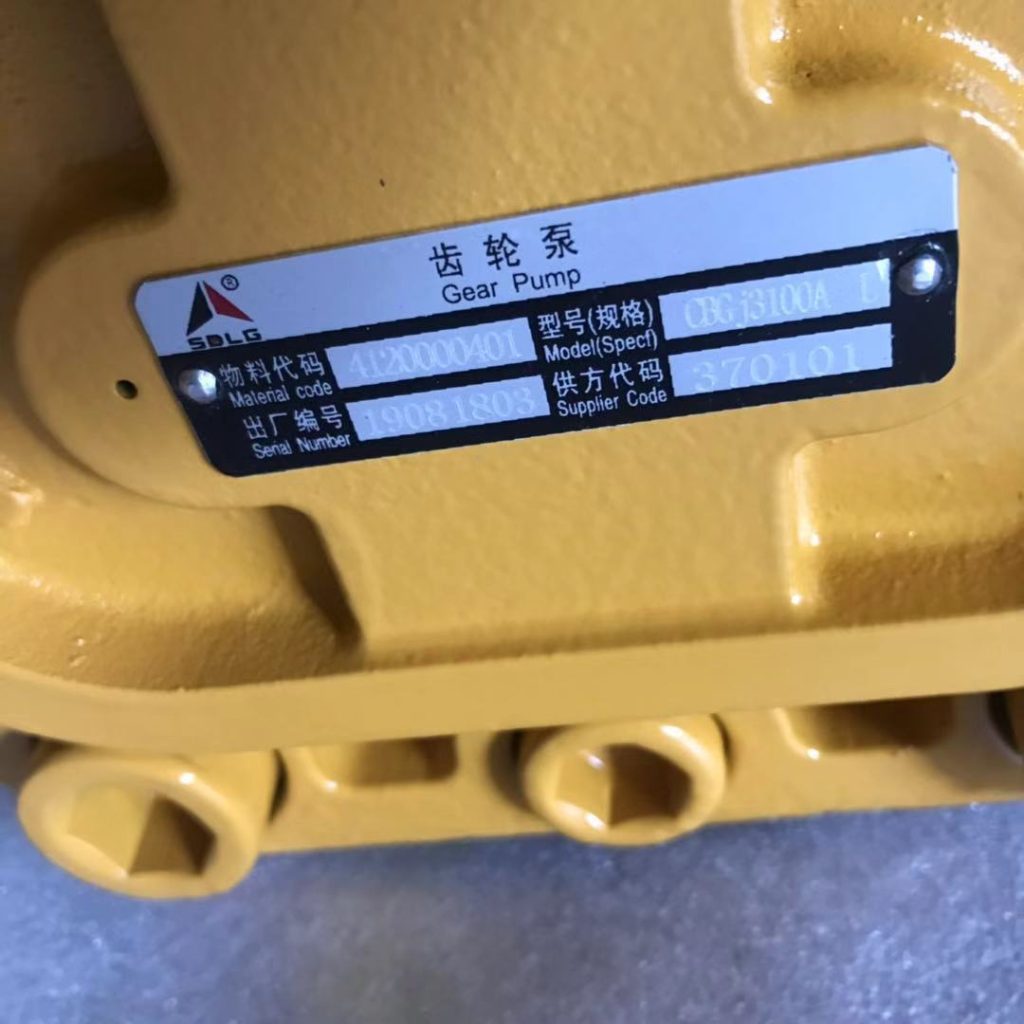 齿轮泵
Gear Pump
®
SDLG
物料代码 4120000401 型号(规格) CBGj3100A L
Material code Model(Specf)
出厂编号 19081803 供方代码 370101
Serial Number Supplier Code